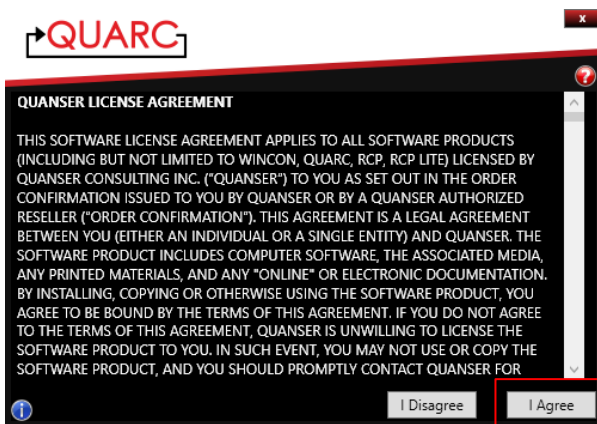 QUARC
x
?
QUANSER LICENSE AGREEMENT
THIS SOFTWARE LICENSE AGREEMENT APPLIES TO ALL SOFTWARE PRODUCTS
(INCLUDING BUT NOT LIMITED TO WINCON, QUARC, RCP, RCP LITE) LICENSED BY
QUANSER CONSULTING INC. ("QUANSER") TO YOU AS SET OUT IN THE ORDER
CONFIRMATION ISSUED TO YOU BY QUANSER OR BY A QUANSER AUTHORIZED
RESELLER ("ORDER CONFIRMATION"). THIS AGREEMENT IS A LEGAL AGREEMENT
BETWEEN YOU (EITHER AN INDIVIDUAL OR A SINGLE ENTITY) AND QUANSER. THE
SOFTWARE PRODUCT INCLUDES COMPUTER SOFTWARE, THE ASSOCIATED MEDIA,
ANY PRINTED MATERIALS, AND ANY "ONLINE" OR ELECTRONIC DOCUMENTATION.
BY INSTALLING, COPYING OR OTHERWISE USING THE SOFTWARE PRODUCT, YOU
AGREE TO BE BOUND BY THE TERMS OF THIS AGREEMENT. IF YOU DO NOT AGREE
TO THE TERMS OF THIS AGREEMENT, QUANSER IS UNWILLING TO LICENSE THE
SOFTWARE PRODUCT TO YOU. IN SUCH EVENT, YOU MAY NOT USE OR COPY THE
SOFTWARE PRODUCT, AND YOU SHOULD PROMPTLY CONTACT QUANSER FOR
i
I Disagree
I Agree